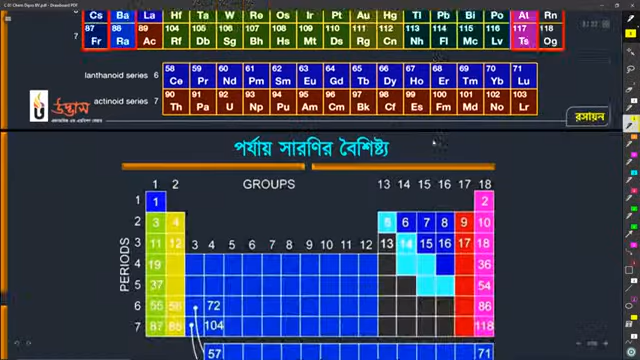 C 01 Chem Dipro BV.pdf - Drawboard PDF
Cs Ba La Hf Ta W Re Os Ir Pt Au Hg Tl Pb Bi Po At Rn
7 87 88 89 104 105 106 107 108 109 110 111 112 113 114 115 116 117 118
Fr Ra Ac Rf Db Sg Bh Hs Mt Ds Rg Cn Nh Fl Mc Lv Ts Og
58 59 60 61 62 63 64 65 66 67 68 69 70 71
lanthanoid series 6 Ce Pr Nd Pm Sm Eu Gd Tb Dy Ho Er Tm Yb Lu
90 91 92 93 94 95 96 97 98 99 100 101 102 103
actinoid series 7 Th Pa U Np Pu Am Cm Bk Cf Es Fm Md No Lr
উদ্ভাস
রসায়ন
পর্যায় সারণির বৈশিষ্ট্য
1 2 GROUPS 13 14 15 16 17 18
PERIODS
1 1 2
2 3 4 5 6 7 8 9 10
3 11 12 3 4 5 6 7 8 9 10 11 12 13 14 15 16 17 18
4 19 36
5 37 54
6 55 56 72 86
7 87 88 104 118
57 71